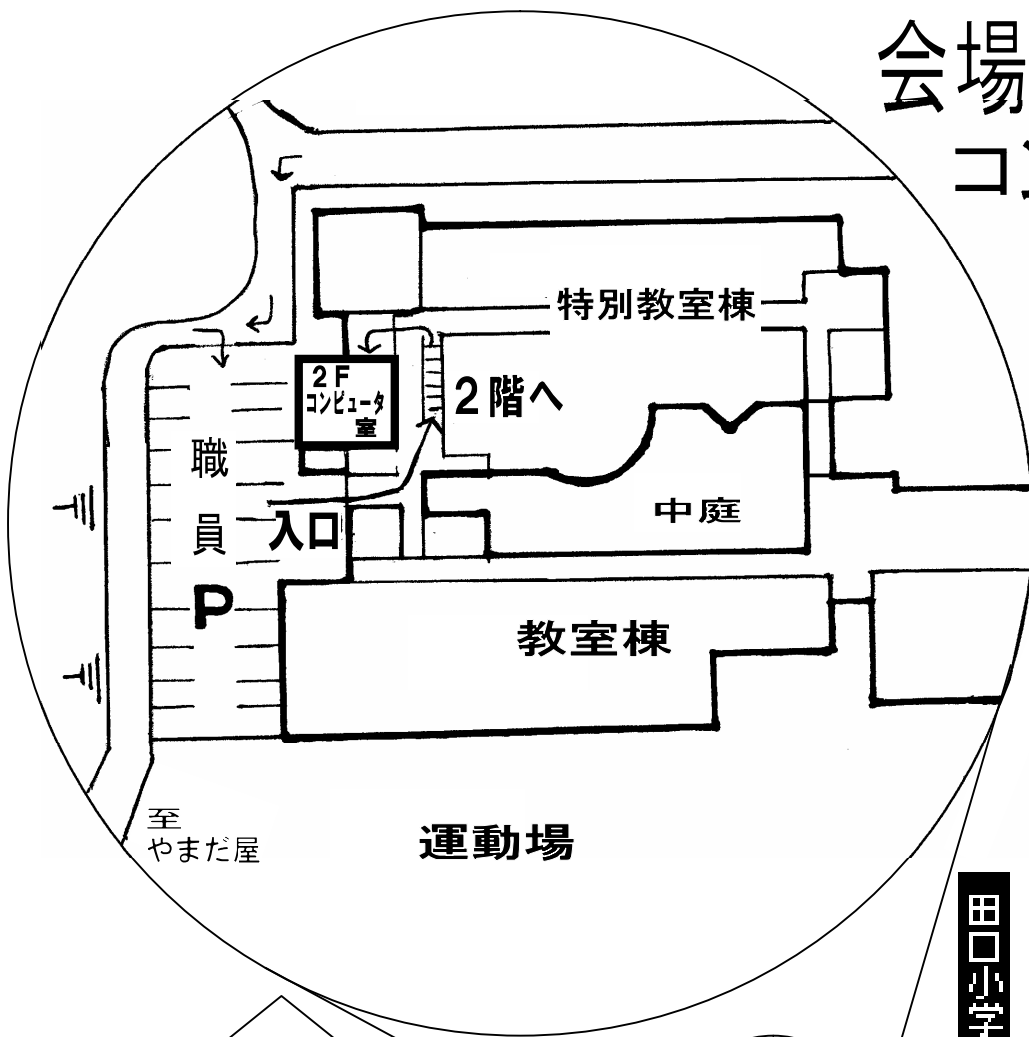 会場
コン
特別教室棟
2F
コンピュータ
室
2階へ
職員
P
入口
中庭
教室棟
至
やまだ屋
運動場
田口小学